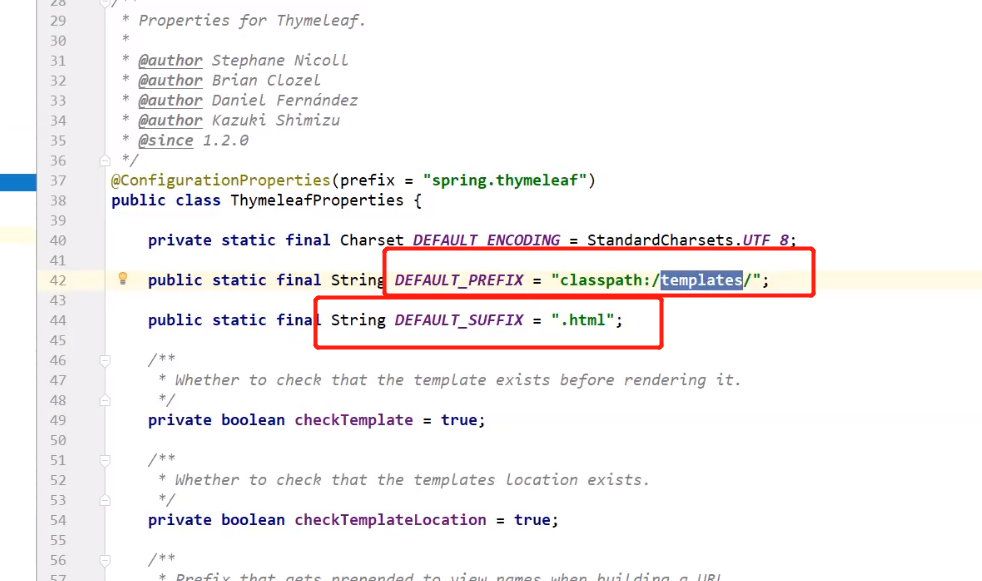 28 /**
29 * Properties for Thymeleaf.
30 *
31 * @author Stephane Nicoll
32 * @author Brian Clozel
33 * @author Daniel Fernández
34 * @author Kazuki Shimizu
35 * @since 1.2.0
36 */
37 @ConfigurationProperties(prefix = "spring.thymeleaf")
38 public class ThymeleafProperties {
39
40 private static final Charset DEFAULT_ENCODING = StandardCharsets.UTF_8;
41
42 public static final String DEFAULT_PREFIX = "classpath:/templates/";
43
44 public static final String DEFAULT_SUFFIX = ".html";
45
46 /**
47 * Whether to check that the template exists before rendering it.
48 */
49 private boolean checkTemplate = true;
50
51 /**
52 * Whether to check that the templates location exists.
53 */
54 private boolean checkTemplateLocation = true;
55
56 /**
57 * Prefix that gets prepended to view names when building a URL.